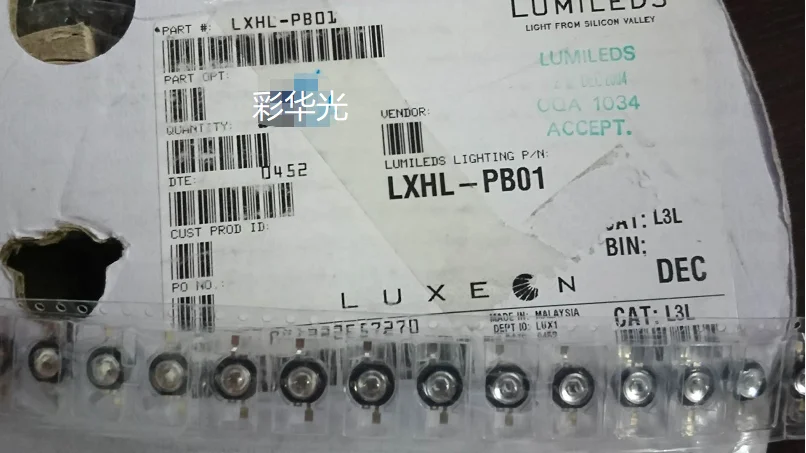 LUMILEDS
LIGHT FROM SILICON VALLEY
PART #: LXHL-PB01
PART OPT:
彩华光
QUANTITY:
DTE: 0452
CUST PROD ID:
PO NO.:
VENDOR:
LUMILEDS LIGHTING P/N:
LXHL-PB01
LUMILEDS
DEC
OQA 1034
ACCEPT.
CAT: L3L
BIN:
DEC
LUXEON
MADE IN: MALAYSIA
DEPT ID: LUX1
CAT: L3L